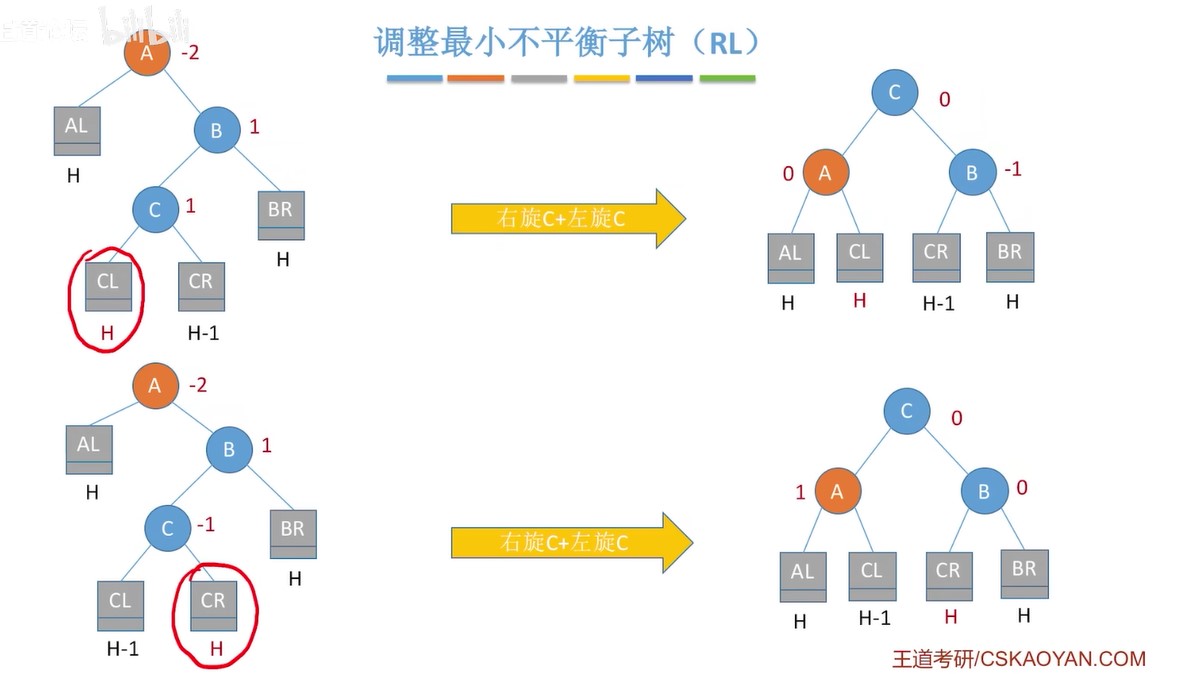 bilibili
调整最小不平衡子树（RL）
A -2
AL
H
B 1
C 1
BR
H
CL
H
CR
H-1
右旋C+左旋C
C 0
0 A
B -1
AL CL CR BR
H H H-1 H
A -2
AL
H
B 1
C -1
BR
H
CL
H-1
CR
H
右旋C+左旋C
C 0
1 A
B 0
AL CL CR BR
H H-1 H H
王道考研/CSKAOYAN.COM